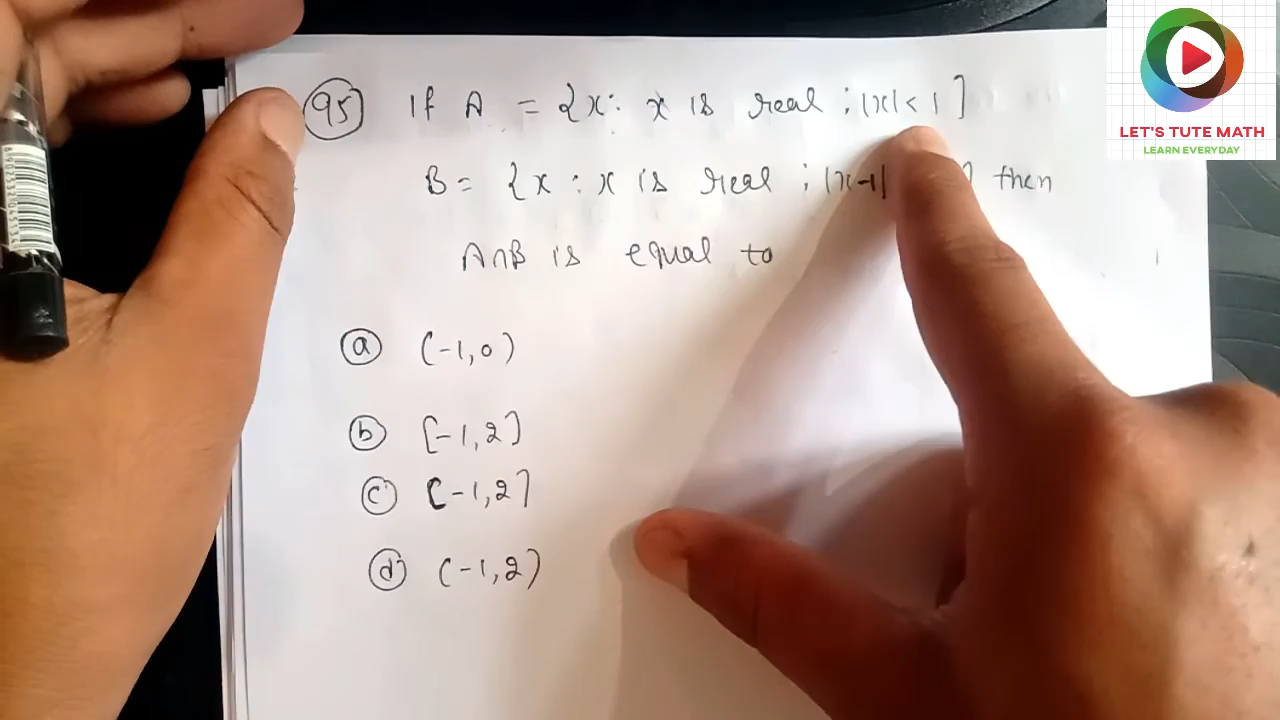 95 If A = {x: x is real ; |x| < 1]
B = {x : x is real ; |x-1| ] then
A∩B is equal to
a (-1,0)
b [-1,2]
c (-1,2]
d (-1,2)
LET'S TUTE MATH
LEARN EVERYDAY